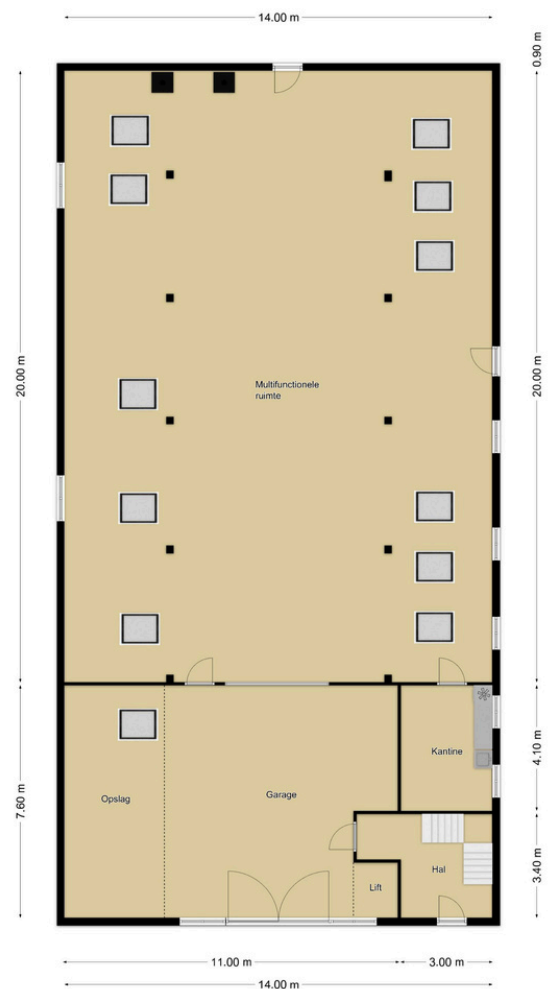 14.00 m
0.90 m
20.00 m
Multifunctionele
ruimte
20.00 m
Kantine
4.10 m
Opslag
Garage
7.60 m
Hal
Lift
3.40 m
11.00 m
3.00 m
14.00 m